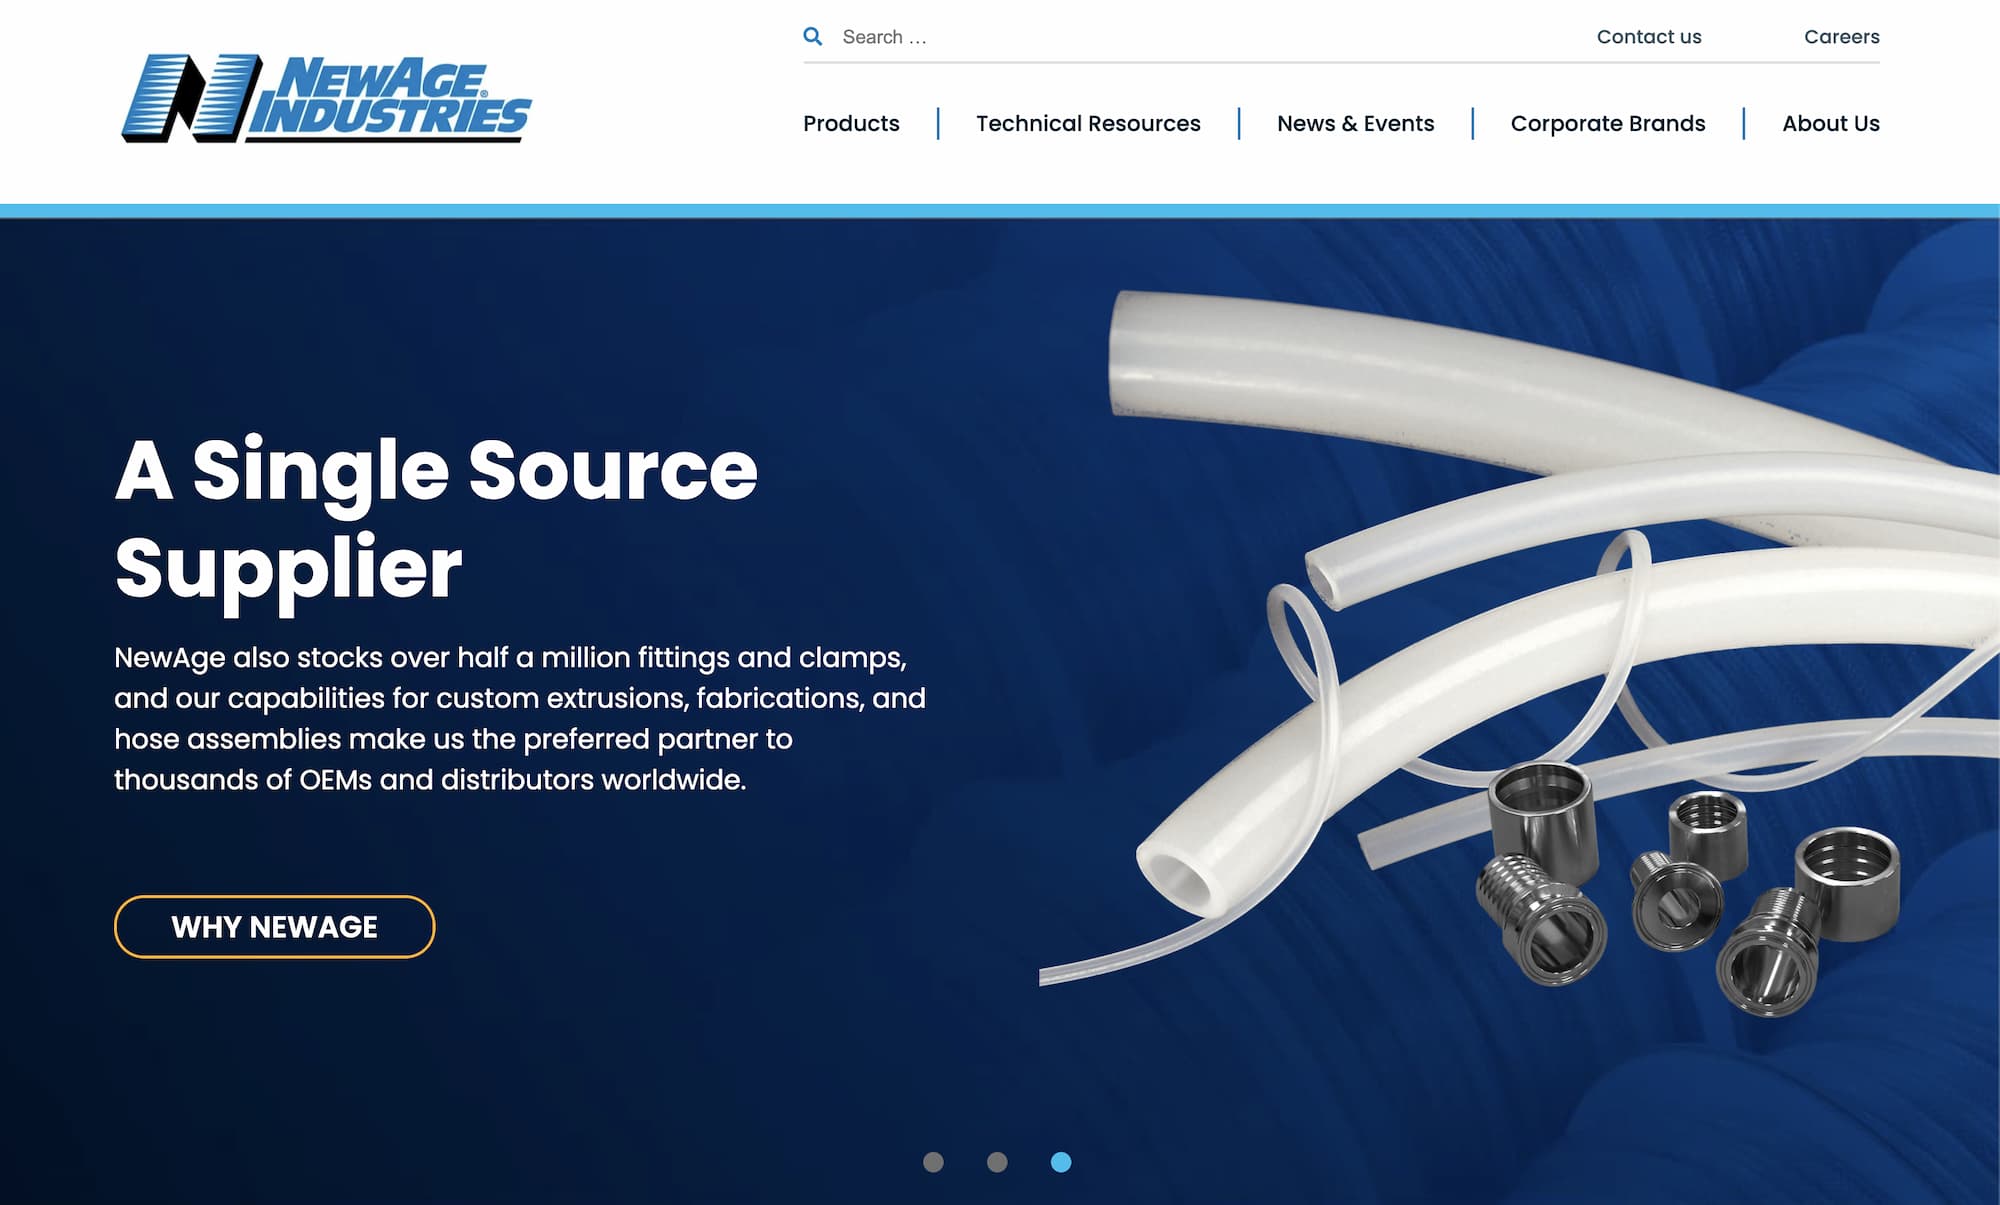 Search ...
Contact us
Careers
NEWAGE®
INDUSTRIES
Products
Technical Resources
News & Events
Corporate Brands
About Us
A Single Source
Supplier
NewAge also stocks over half a million fittings and clamps,
and our capabilities for custom extrusions, fabrications, and
hose assemblies make us the preferred partner to
thousands of OEMs and distributors worldwide.
WHY NEWAGE